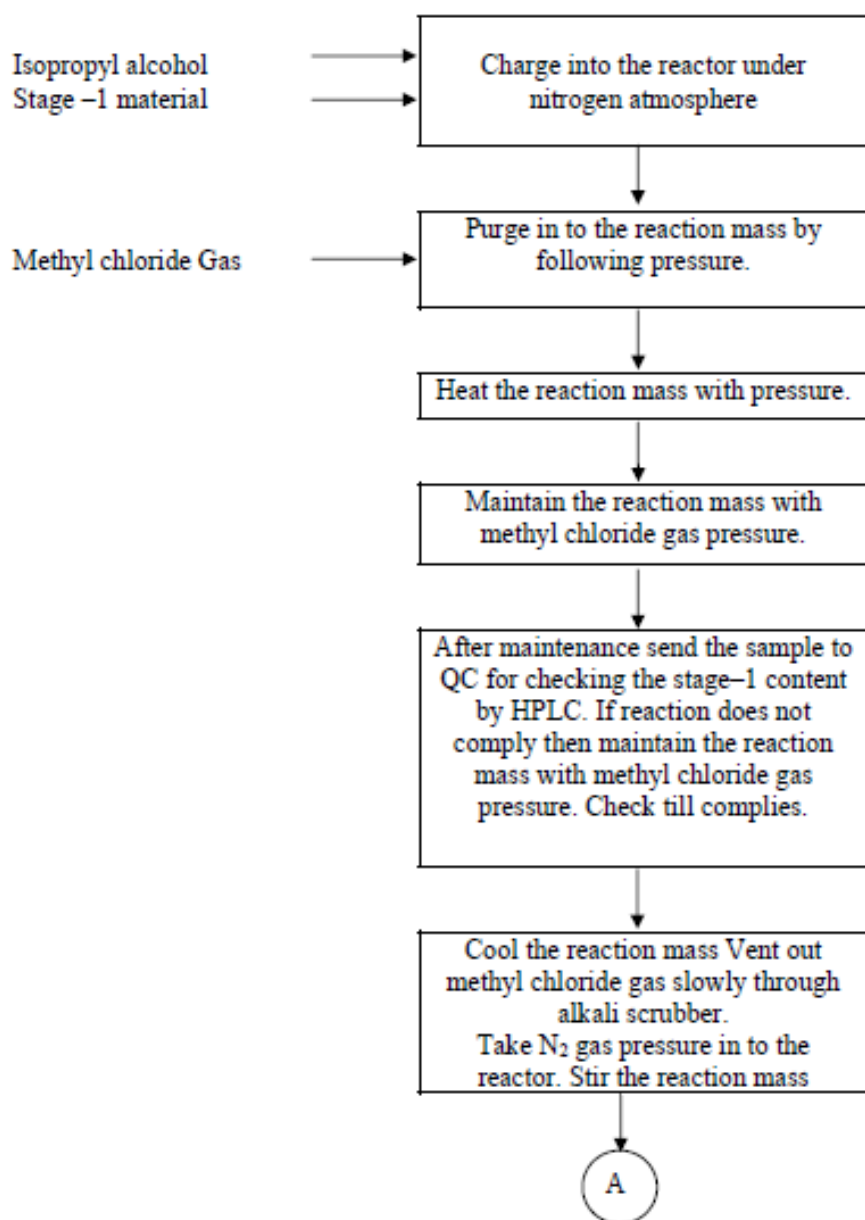 Isopropyl alcohol
Stage –1 material
Charge into the reactor under
nitrogen atmosphere
Methyl chloride Gas
Purge in to the reaction mass by
following pressure.
Heat the reaction mass with pressure.
Maintain the reaction mass with
methyl chloride gas pressure.
After maintenance send the sample to
QC for checking the stage–1 content
by HPLC. If reaction does not
comply then maintain the reaction
mass with methyl chloride gas
pressure. Check till complies.
Cool the reaction mass Vent out
methyl chloride gas slowly through
alkali scrubber.
Take N₂ gas pressure in to the
reactor. Stir the reaction mass
A